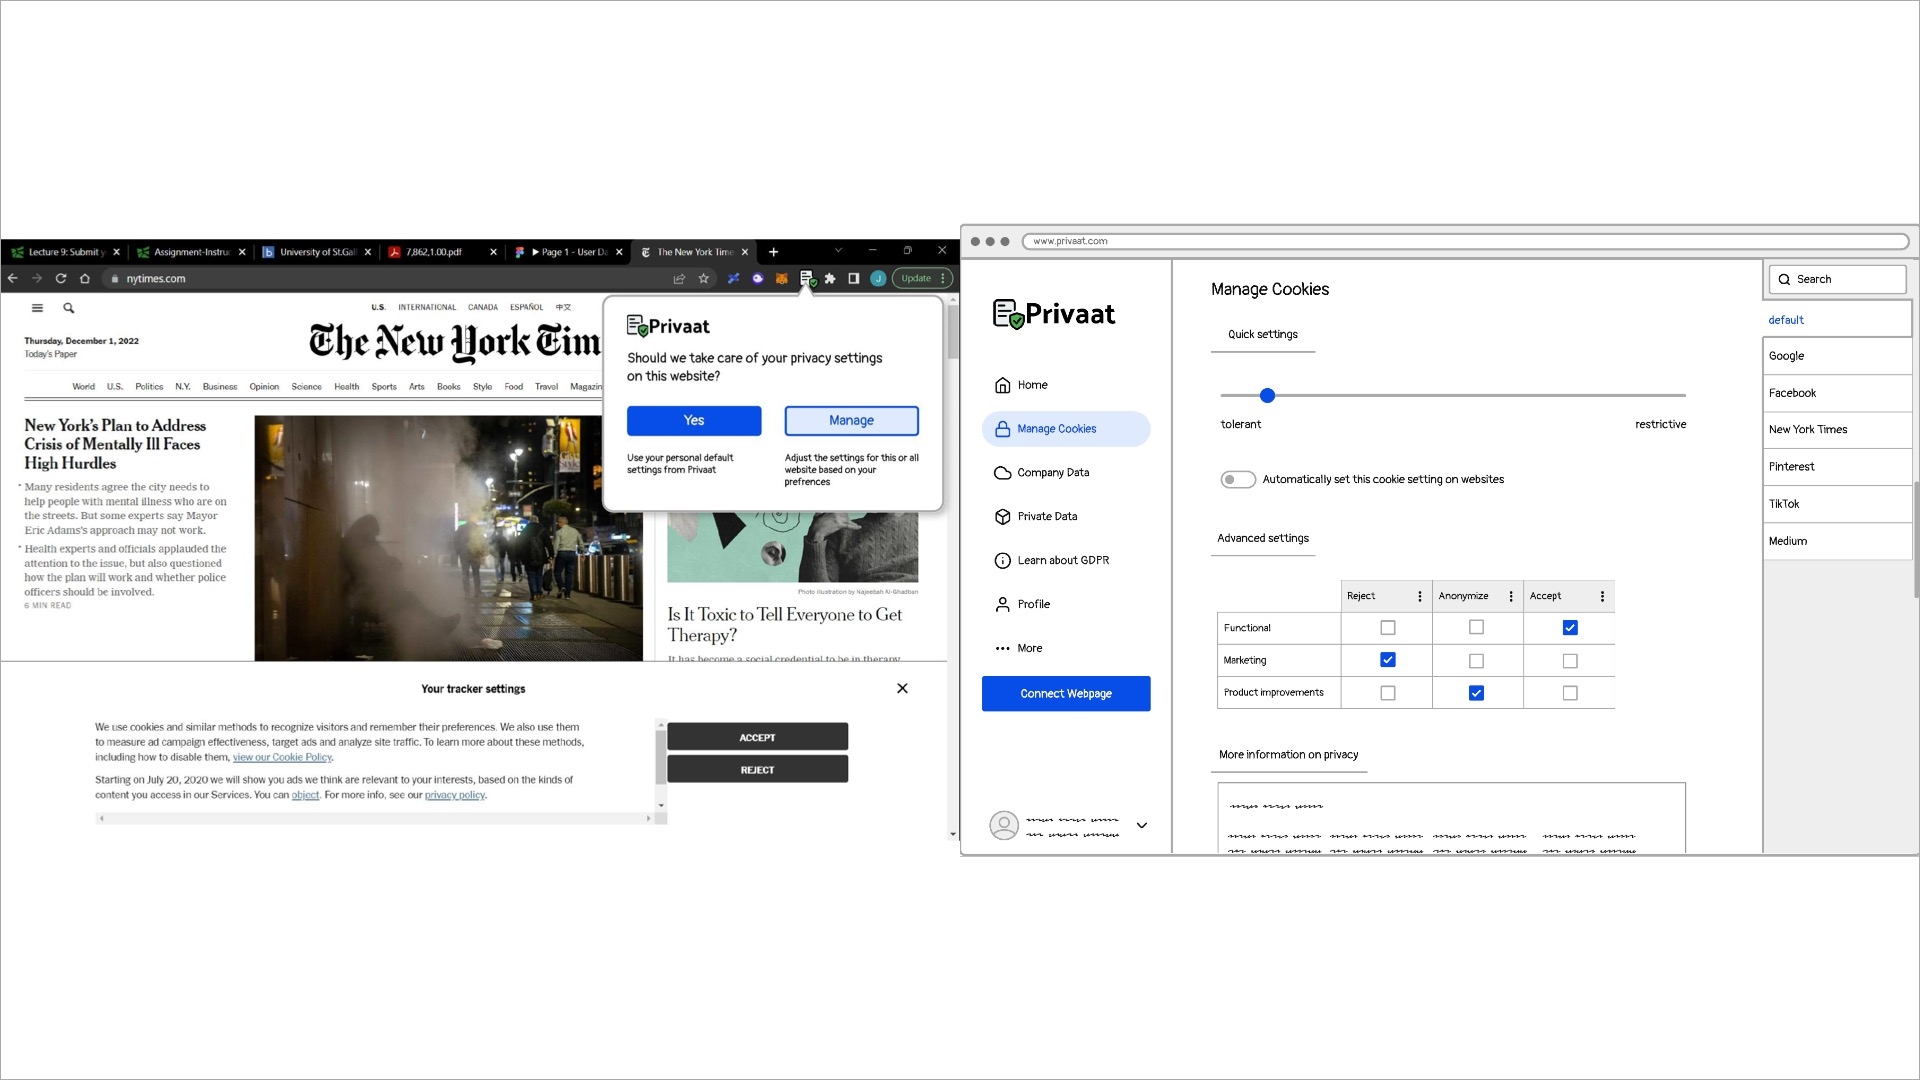 Lecture 9: Submit y
Assignment-Instruc
University of St.Gal
7,862,1.00.pdf
Page 1 - User Da
The New York Time
nytimes.com
Update
U.S. INTERNATIONAL CANADA ESPAÑOL 中文
Thursday, December 1, 2022
Today's Paper
The New York Tim
World U.S. Politics N.Y. Business Opinion Science Health Sports Arts Books Style Food Travel Magazin
New York's Plan to Address
Crisis of Mentally Ill Faces
High Hurdles
Many residents agree the city needs to
help people with mental illness who are on
the streets. But some experts say Mayor
Eric Adams's approach may not work.
Health experts and officials applauded the
attention to the issue, but also questioned
how the plan will work and whether police
officers should be involved.
6 MIN READ
Privaat
Should we take care of your privacy settings
on this website?
Yes
Manage
Use your personal default
settings from Privaat
Adjust the settings for this or all
website based on your
prefrences
Photo illustration by Najeebah Al-Ghadban
Is It Toxic to Tell Everyone to Get
Therapy?
It has become a social credential to be in therapy.
Your tracker settings
We use cookies and similar methods to recognize visitors and remember their preferences. We also use them
to measure ad campaign effectiveness, target ads and analyze site traffic. To learn more about these methods,
including how to disable them, view our Cookie Policy.
Starting on July 20, 2020 we will show you ads we think are relevant to your interests, based on the kinds of
content you access in our Services. You can object. For more info, see our privacy policy.
ACCEPT
REJECT
www.privaat.com
Privaat
Home
Manage Cookies
Company Data
Private Data
Learn about GDPR
Profile
More
Connect Webpage
Manage Cookies
Quick settings
tolerant
restrictive
Automatically set this cookie setting on websites
Advanced settings
Reject Anonymize Accept
Functional
Marketing
Product improvements
More information on privacy
Search
default
Google
Facebook
New York Times
Pinterest
TikTok
Medium